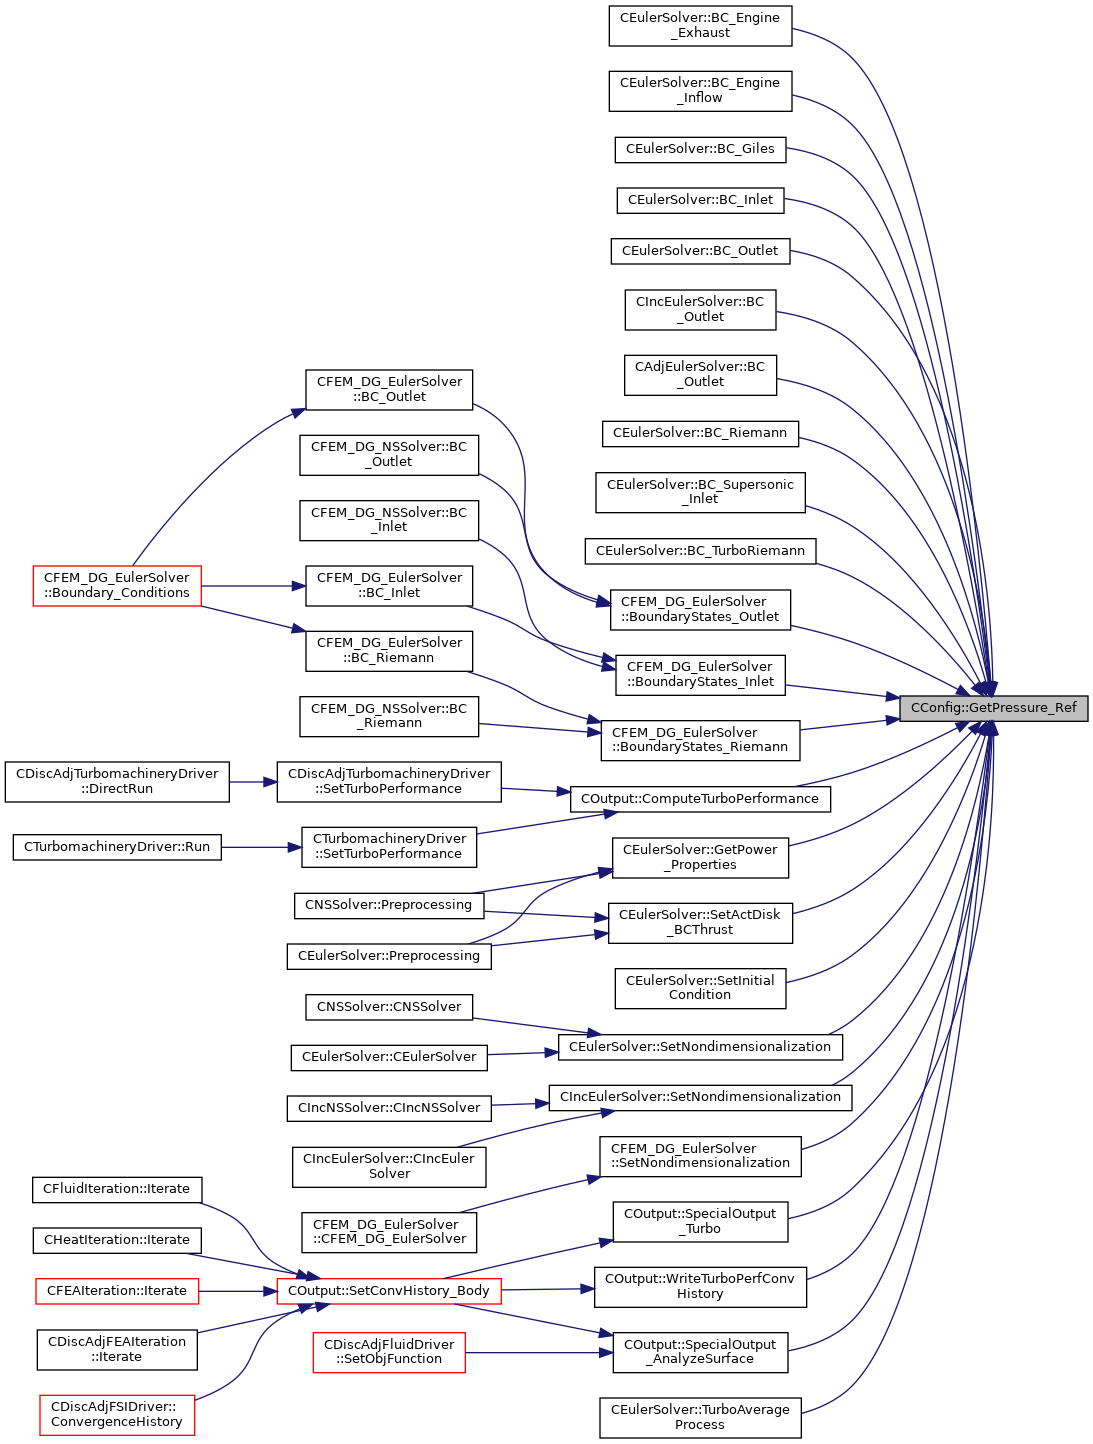 CEulerSolver::BC_Engine
_Exhaust
CEulerSolver::BC_Engine
_Inflow
CEulerSolver::BC_Giles
CEulerSolver::BC_Inlet
CEulerSolver::BC_Outlet
CIncEulerSolver::BC
_Outlet
CAdjEulerSolver::BC
_Outlet
CEulerSolver::BC_Riemann
CEulerSolver::BC_Supersonic
_Inlet
CEulerSolver::BC_TurboRiemann
CFEM_DG_EulerSolver
::BoundaryStates_Outlet
CFEM_DG_EulerSolver
::BoundaryStates_Inlet
CFEM_DG_EulerSolver
::BoundaryStates_Riemann
COutput::ComputeTurboPerformance
CEulerSolver::GetPower
_Properties
CEulerSolver::SetActDisk
_BCThrust
CEulerSolver::SetInitial
Condition
CEulerSolver::SetNondimensionalization
CIncEulerSolver::SetNondimensionalization
CFEM_DG_EulerSolver
::SetNondimensionalization
COutput::SpecialOutput
_Turbo
COutput::WriteTurboPerfConv
History
COutput::SpecialOutput
_AnalyzeSurface
CEulerSolver::TurboAverage
Process
CConfig::GetPressure_Ref
CFEM_DG_EulerSolver
::BC_Outlet
CFEM_DG_NSSolver::BC
_Outlet
CFEM_DG_NSSolver::BC
_Inlet
CFEM_DG_EulerSolver
::BC_Inlet
CFEM_DG_EulerSolver
::BC_Riemann
CFEM_DG_NSSolver::BC
_Riemann
CDiscAdjTurbomachineryDriver
::SetTurboPerformance
CTurbomachineryDriver
::SetTurboPerformance
CNSSolver::Preprocessing
CEulerSolver::Preprocessing
CNSSolver::CNSSolver
CEulerSolver::CEulerSolver
CIncNSSolver::CIncNSSolver
CIncEulerSolver::CIncEuler
Solver
CFEM_DG_EulerSolver
::CFEM_DG_EulerSolver
COutput::SetConvHistory_Body
CDiscAdjFluidDriver
::SetObjFunction
CFEM_DG_EulerSolver
::Boundary_Conditions
CDiscAdjTurbomachineryDriver
::DirectRun
CTurbomachineryDriver::Run
CFluidIteration::Iterate
CHeatIteration::Iterate
CFEAIteration::Iterate
CDiscAdjFEAIteration
::Iterate
CDiscAdjFSIDriver::
ConvergenceHistory